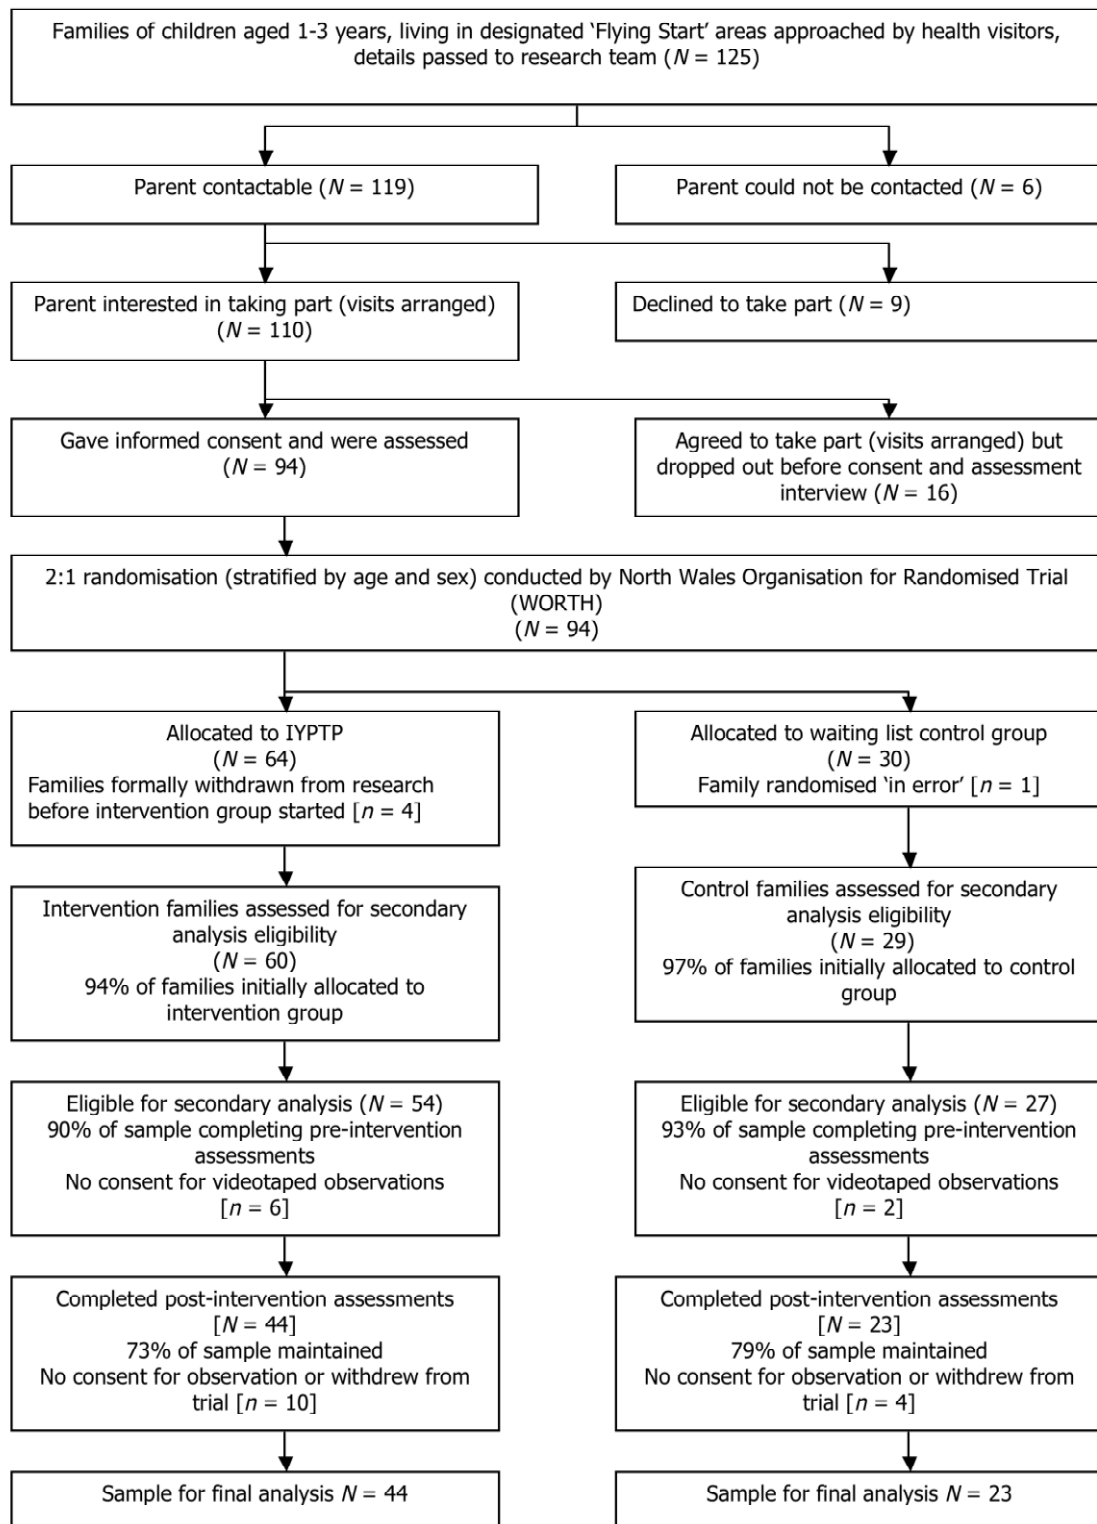 Families of children aged 1-3 years, living in designated ‘Flying Start’ areas approached by health visitors,
details passed to research team (N = 125)
Parent contactable (N = 119)
Parent could not be contacted (N = 6)
Parent interested in taking part (visits arranged)
(N = 110)
Declined to take part (N = 9)
Gave informed consent and were assessed
(N = 94)
Agreed to take part (visits arranged) but
dropped out before consent and assessment
interview (N = 16)
2:1 randomisation (stratified by age and sex) conducted by North Wales Organisation for Randomised Trial
(WORTH)
(N = 94)
Allocated to IYPTP
(N = 64)
Families formally withdrawn from research
before intervention group started [n = 4]
Allocated to waiting list control group
(N = 30)
Family randomised ‘in error’ [n = 1]
Intervention families assessed for secondary
analysis eligibility
(N = 60)
94% of families initially allocated to
intervention group
Control families assessed for secondary
analysis eligibility
(N = 29)
97% of families initially allocated to control
group
Eligible for secondary analysis (N = 54)
90% of sample completing pre-intervention
assessments
No consent for videotaped observations
[n = 6]
Eligible for secondary analysis (N = 27)
93% of sample completing pre-intervention
assessments
No consent for videotaped observations
[n = 2]
Completed post-intervention assessments
[N = 44]
73% of sample maintained
No consent for observation or withdrew from
trial [n = 10]
Completed post-intervention assessments
[N = 23]
79% of sample maintained
No consent for observation or withdrew from
trial [n = 4]
Sample for final analysis N = 44
Sample for final analysis N = 23